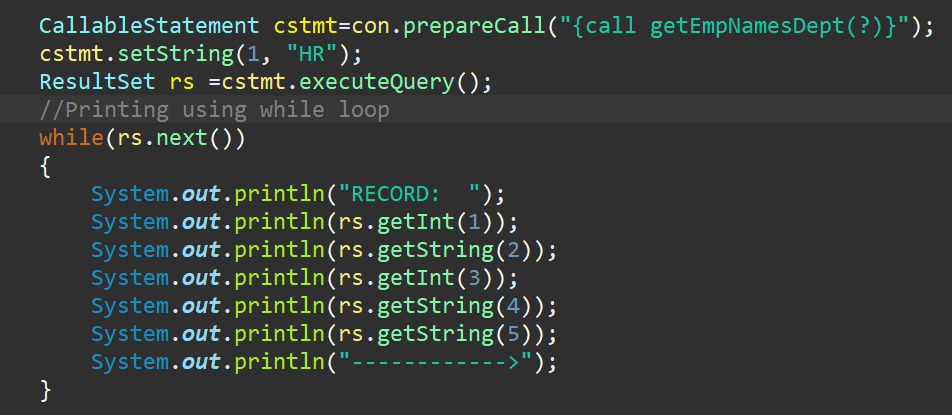 CallableStatement cstmt=con.prepareCall("{call getEmpNamesDept(?)}");
cstmt.setString(1, "HR");
ResultSet rs =cstmt.executeQuery();
//Printing using while loop
while(rs.next())
{
    System.out.println("RECORD:  ");
    System.out.println(rs.getInt(1));
    System.out.println(rs.getString(2));
    System.out.println(rs.getInt(3));
    System.out.println(rs.getString(4));
    System.out.println(rs.getString(5));
    System.out.println("------------>");
}